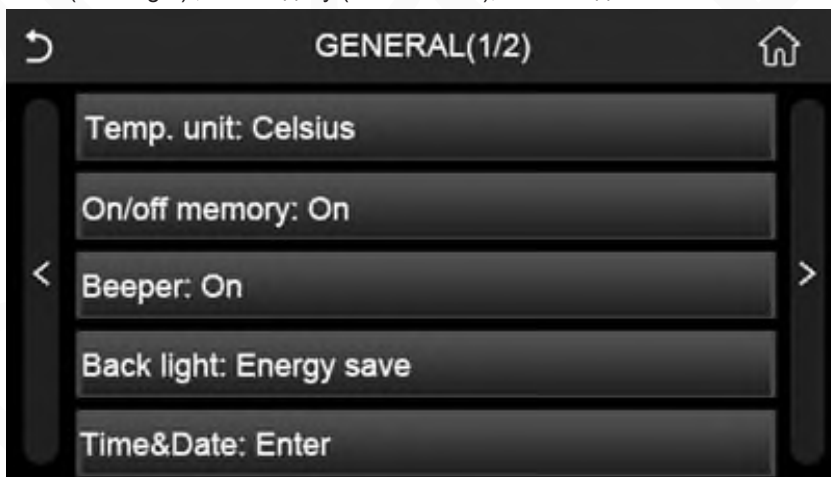 GENERAL(1/2)
Temp. unit: Celsius
On/off memory: On
Beeper: On
Back light: Energy save
Time&Date: Enter